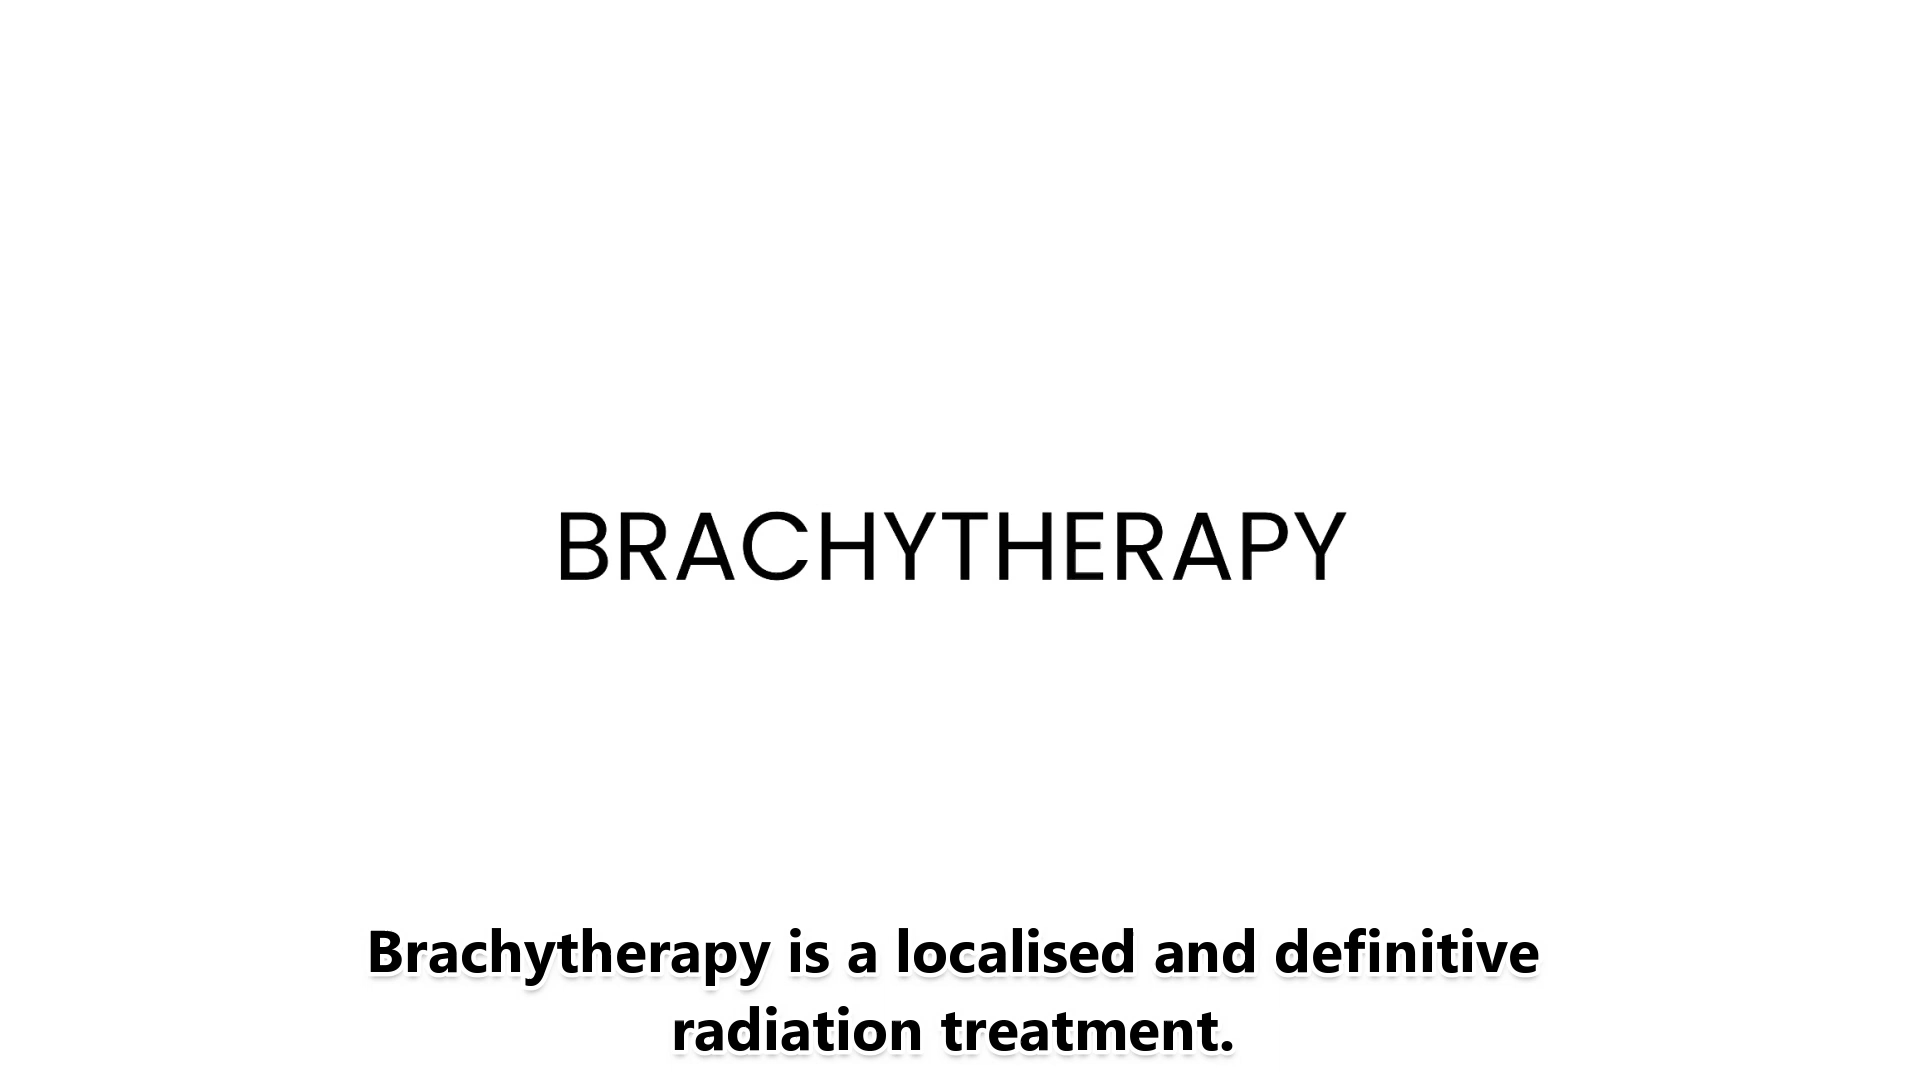 BRACHYTHERAPY
Brachytherapy is a localised and definitive
radiation treatment.